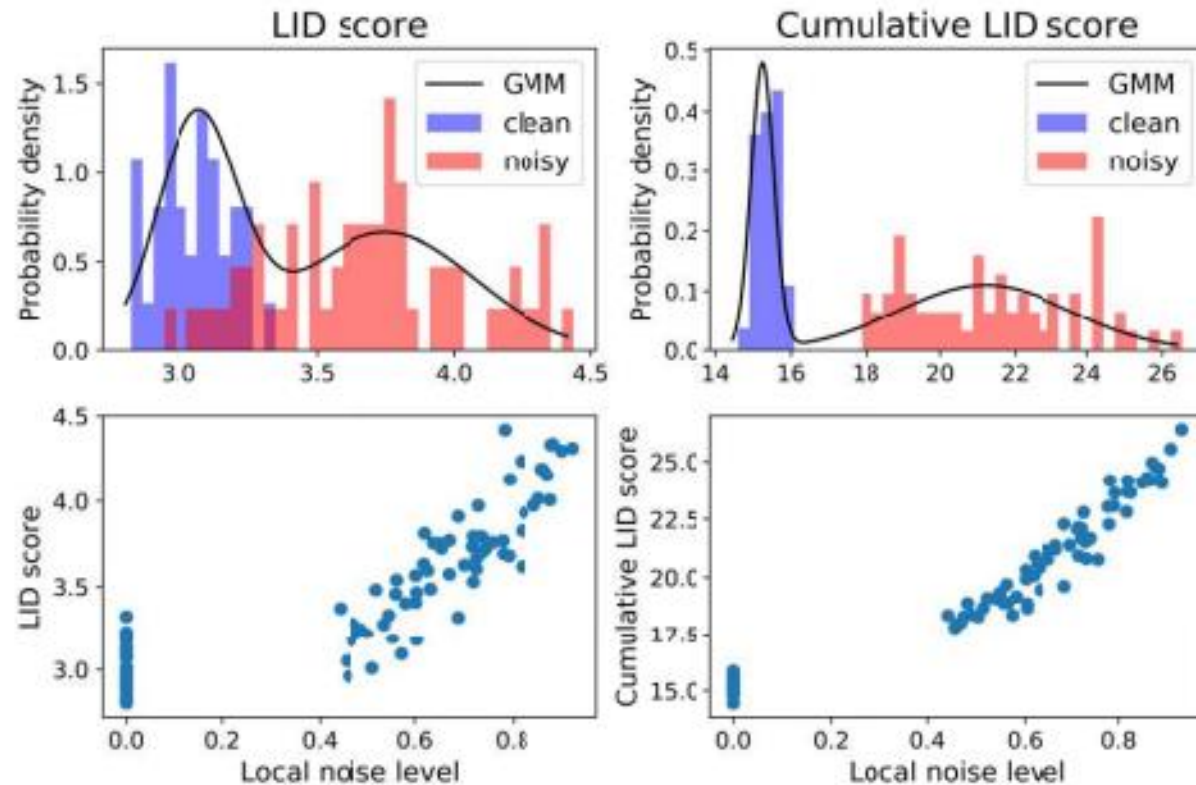 LID score
Cumulative LID score
Probability density
1.5
1.0
0.5
0.0
GMM
clean
noisy
3.0 3.5 4.0 4.5
Probability density
0.5
0.4
0.3
0.2
0.1
0.0
GMM
clean
noisy
14 16 18 20 22 24 26
LID score
4.5
4.0
3.5
3.0
0.0 0.2 0.4 0.6 0.8
Local noise level
Cumulative LID score
25.0
22.5
20.0
17.5
15.0
0.0 0.2 0.4 0.6 0.8
Local noise level